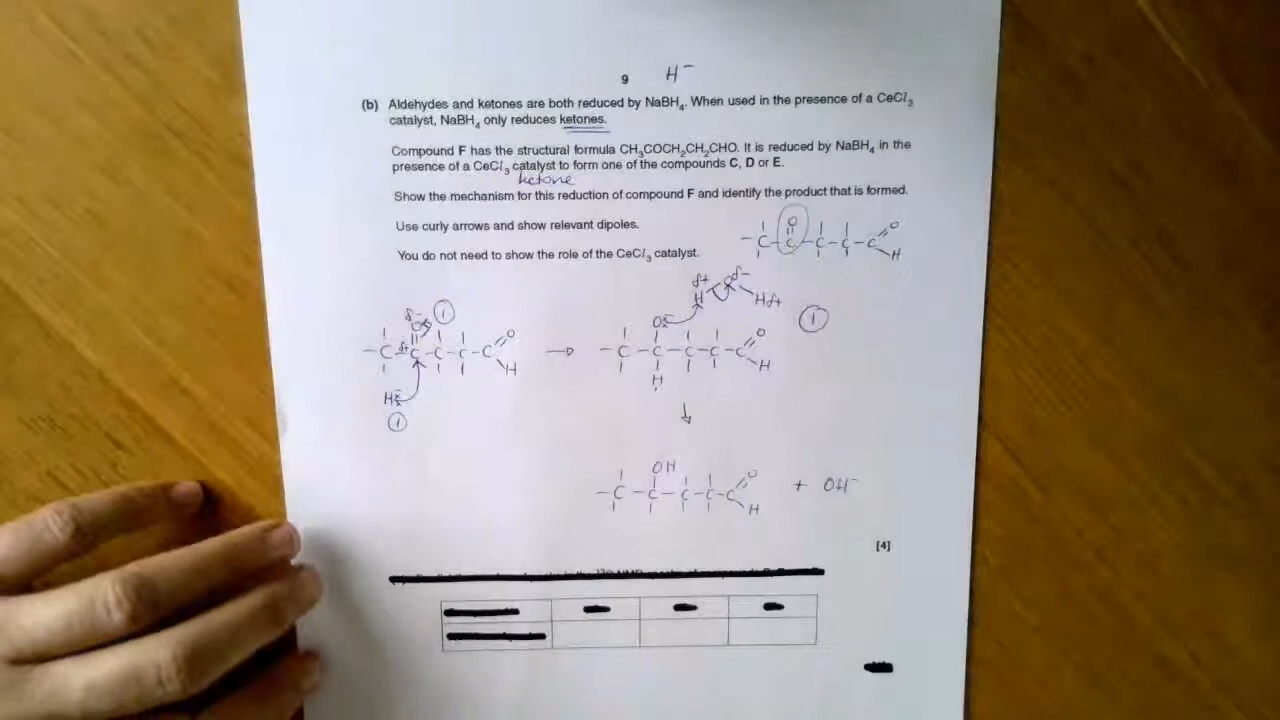 9 H⁻
(b) Aldehydes and ketones are both reduced by NaBH₄. When used in the presence of a CeCl₃
catalyst, NaBH₄ only reduces ketones.
Compound F has the structural formula CH₃COCH₂CH₂CHO. It is reduced by NaBH₄ in the
presence of a CeCl₃ catalyst to form one of the compounds C, D or E.
ketone
Show the mechanism for this reduction of compound F and identify the product that is formed.
Use curly arrows and show relevant dipoles.
O O
C C C C C H
You do not need to show the role of the CeCl₃ catalyst.
δ+ H O δ- H δ+
δ- O 1
O⁻ O 1
δ+ C C C C C O H
C C C C C H
H⁻ H
1
OH O
C C C C C H + OH⁻
[4]